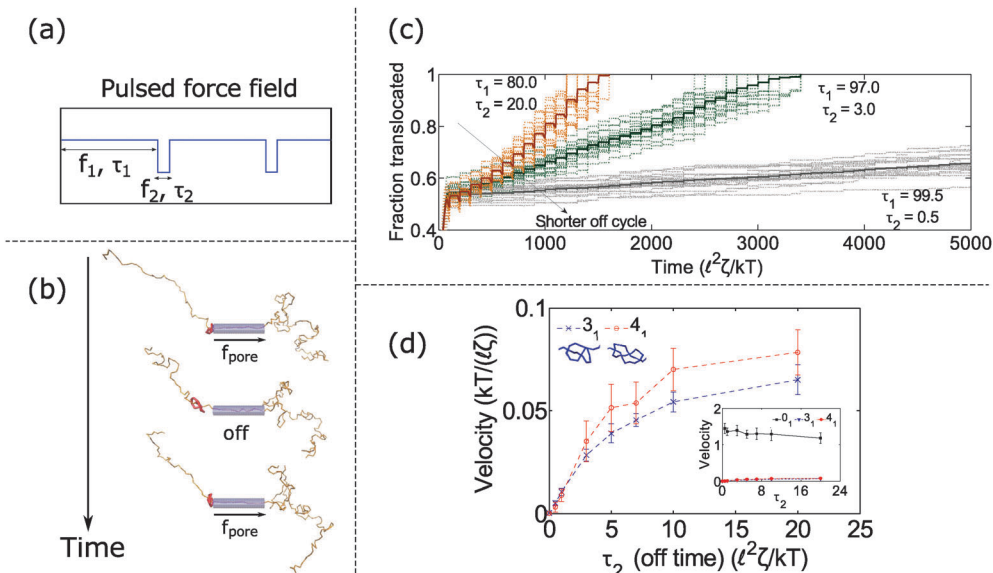 (a)
Pulsed force field
f₁, τ₁
f₂, τ₂
(b)
f_pore
off
f_pore
Time
(c)
Fraction translocated
1
0.8
0.6
0.4
τ₁ = 80.0
τ₂ = 20.0
τ₁ = 97.0
τ₂ = 3.0
τ₁ = 99.5
τ₂ = 0.5
Shorter off cycle
0 1000 2000 3000 4000 5000
Time (ℓ²ζ/kT)
(d)
Velocity (kT/(ℓζ))
0.1
0.05
0
3₁ 4₁
0 5 10 15 20 25
τ₂ (off time) (ℓ²ζ/kT)
Velocity
2
1
0
0₁ 3₁ 4₁
0 8 16 24
τ₂